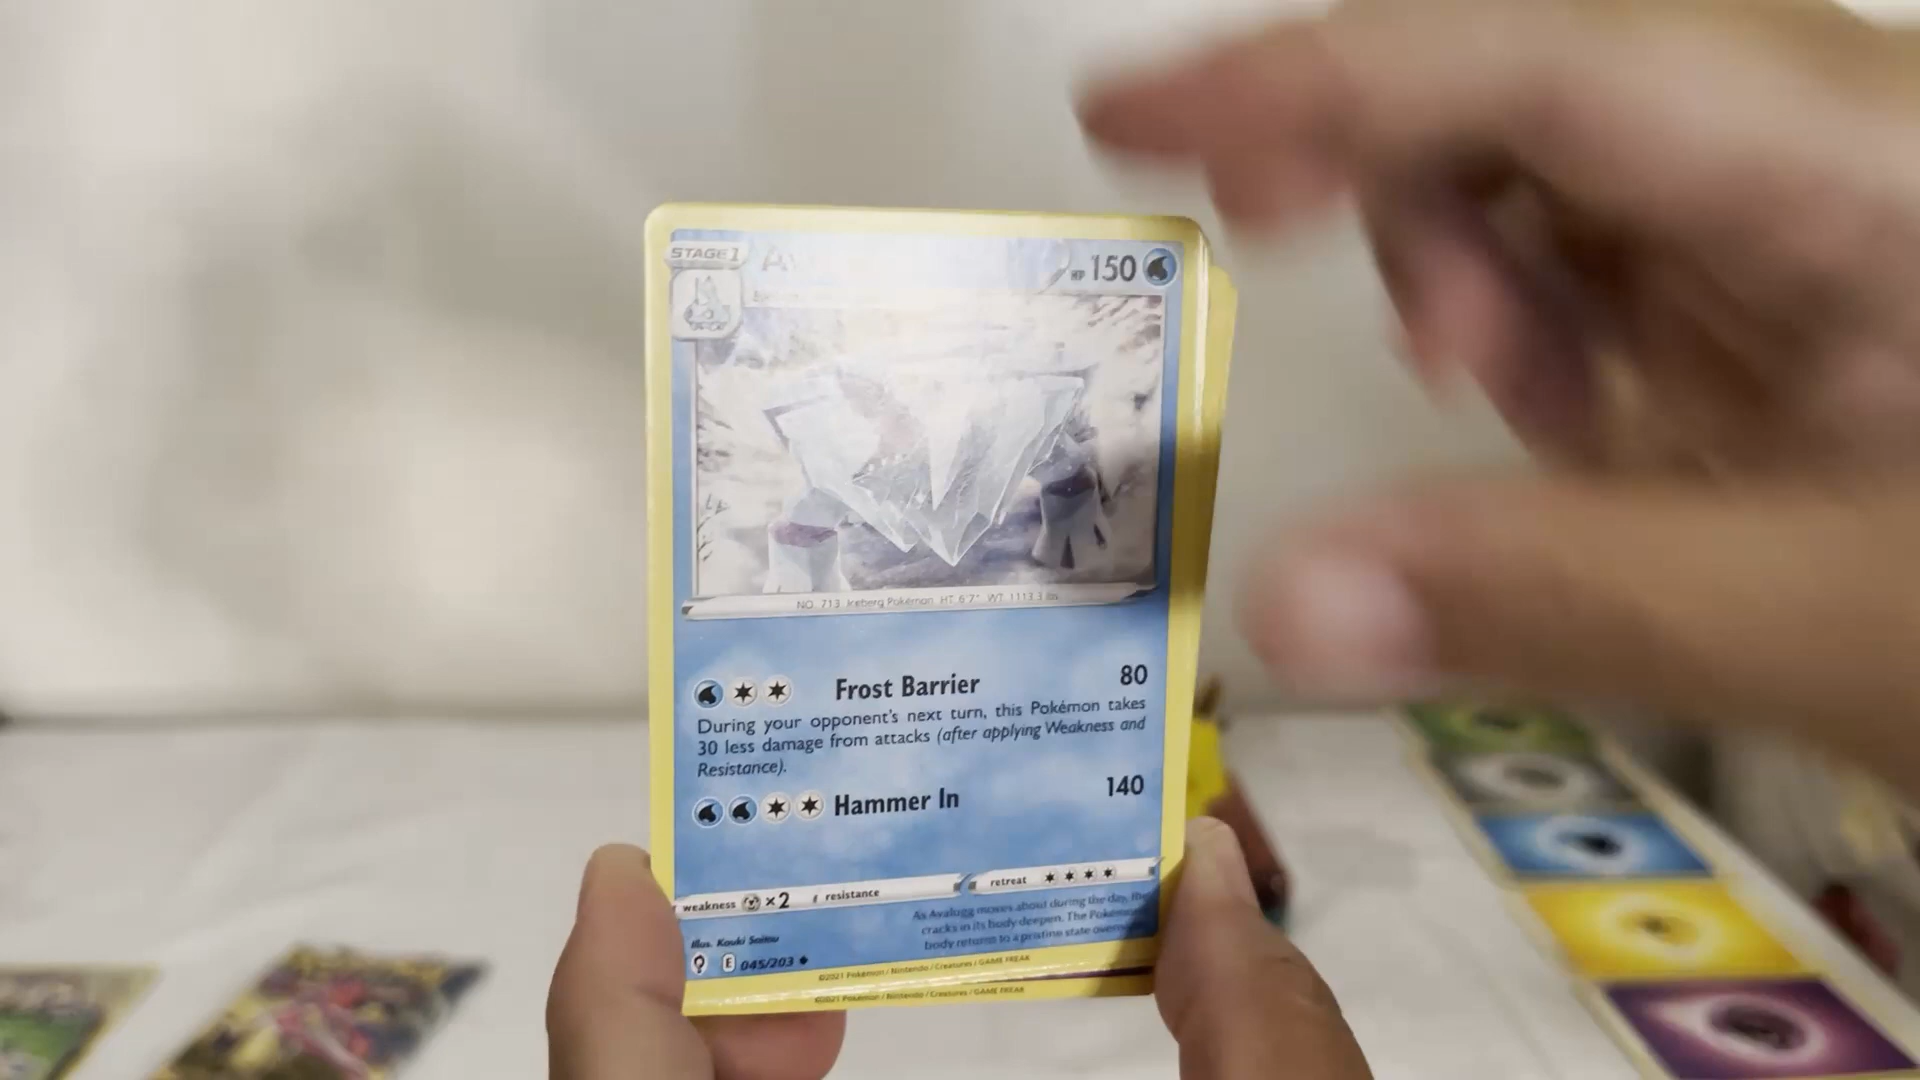 STAGE 1
HP 150
NO. 713 Iceberg Pokémon HT 6'7" WT 1113.3 lbs
Frost Barrier 80
During your opponent's next turn, this Pokémon takes
30 less damage from attacks (after applying Weakness and
Resistance).
Hammer In 140
weakness ×2 resistance retreat
As Avalugg moves about during the day, the
cracks in its body deepen. The Pokémon's
body returns to a pristine state
Illus. Kouki Saitou
E 045/203
©2021 Pokémon / Nintendo / Creatures / GAME FREAK
©2021 Pokémon / Nintendo / Creatures / GAME FREAK